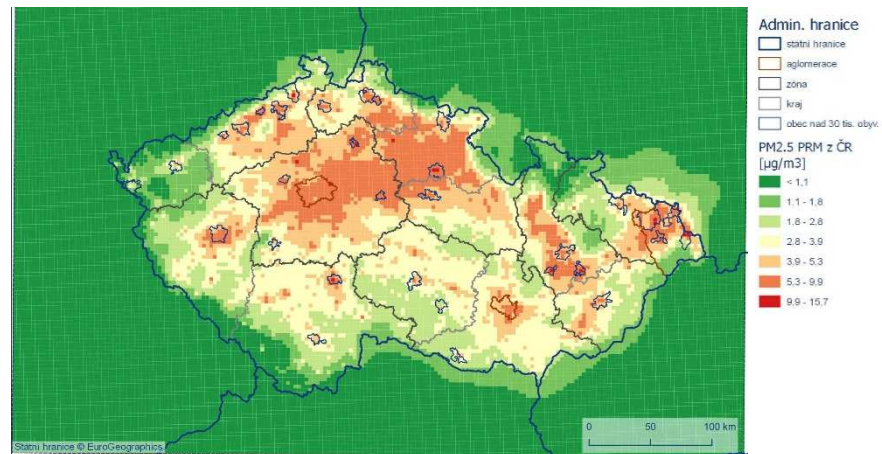 Admin. hranice
státní hranice
aglomerace
zóna
kraj
obec nad 30 tis. obyv.
PM2.5 PRM z ČR
[µg/m3]
< 1,1
1,1 - 1,8
1,8 - 2,8
2,8 - 3,9
3,9 - 5,3
5,3 - 9,9
9,9 - 15,7
0 50 100 km
Státní hranice © EuroGeographics